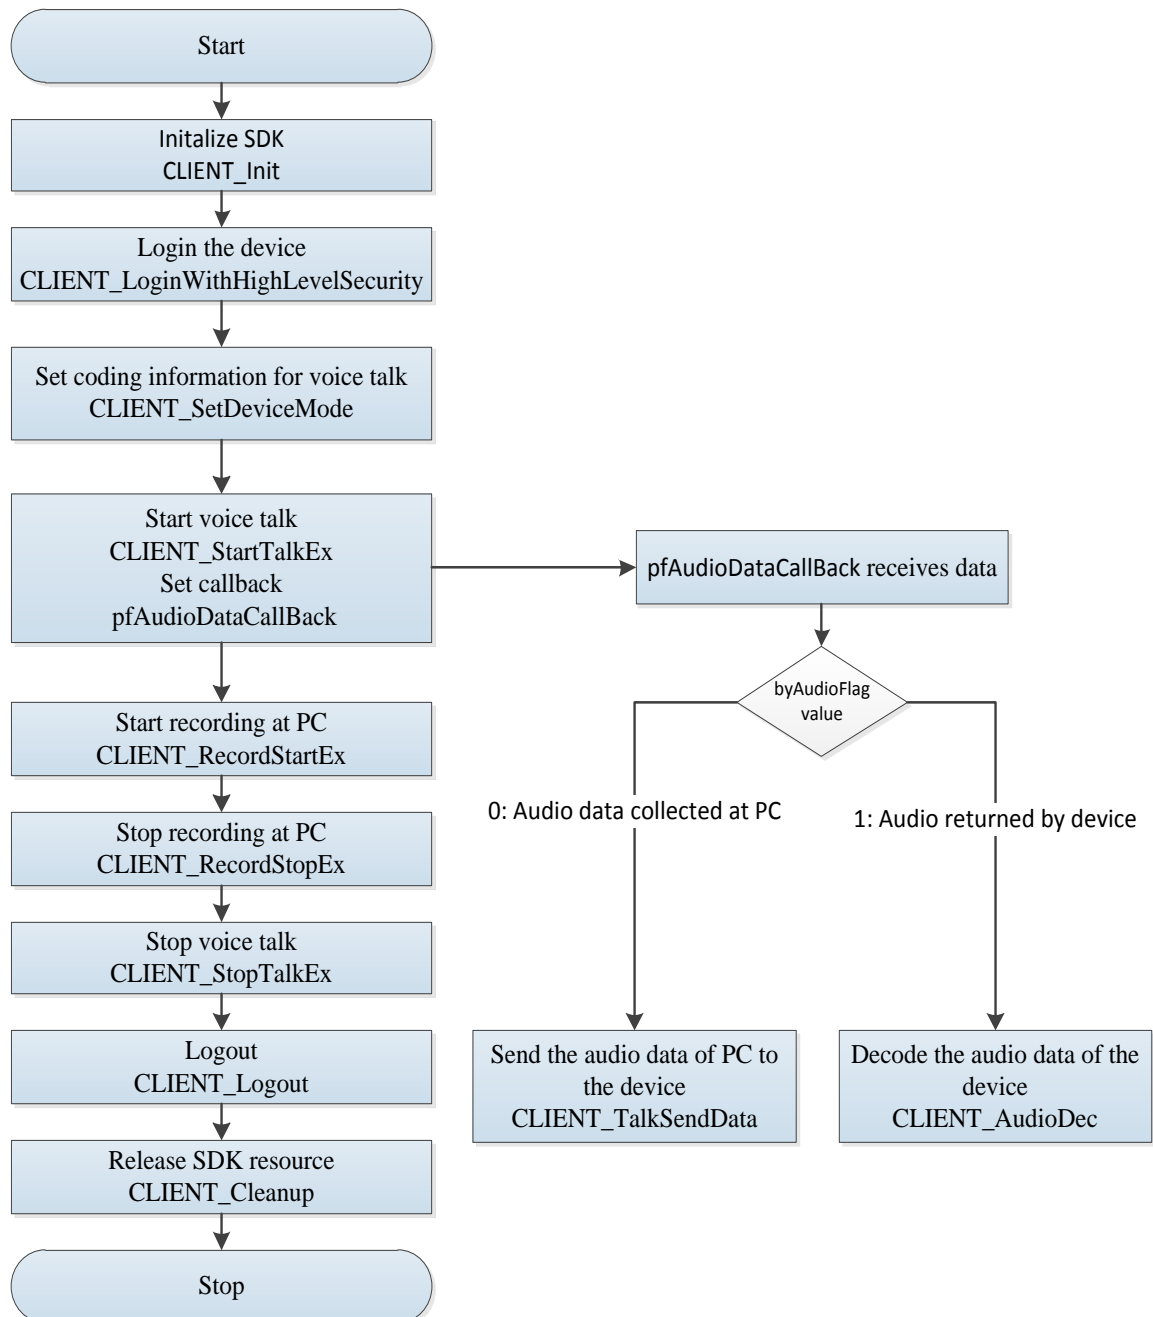 Start
Initalize SDK
CLIENT_Init
Login the device
CLIENT_LoginWithHighLevelSecurity
Set coding information for voice talk
CLIENT_SetDeviceMode
Start voice talk
CLIENT_StartTalkEx
Set callback
pfAudioDataCallBack
pfAudioDataCallBack receives data
byAudioFlag
value
0: Audio data collected at PC
1: Audio returned by device
Start recording at PC
CLIENT_RecordStartEx
Stop recording at PC
CLIENT_RecordStopEx
Stop voice talk
CLIENT_StopTalkEx
Logout
CLIENT_Logout
Send the audio data of PC to
the device
CLIENT_TalkSendData
Decode the audio data of the
device
CLIENT_AudioDec
Release SDK resource
CLIENT_Cleanup
Stop